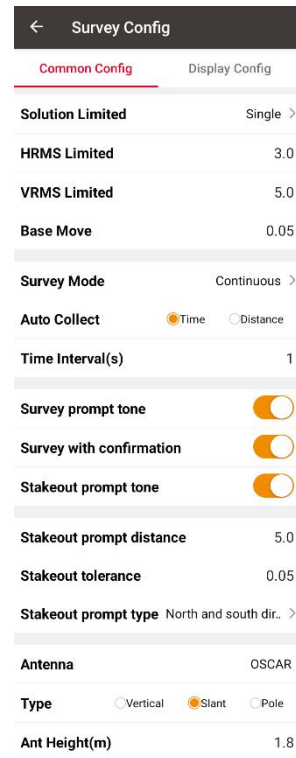 Survey Config
Common Config Display Config
Solution Limited Single
HRMS Limited 3.0
VRMS Limited 5.0
Base Move 0.05
Survey Mode Continuous
Auto Collect Time Distance
Time Interval(s) 1
Survey prompt tone
Survey with confirmation
Stakeout prompt tone
Stakeout prompt distance 5.0
Stakeout tolerance 0.05
Stakeout prompt type North and south dir..
Antenna OSCAR
Type Vertical Slant Pole
Ant Height(m) 1.8